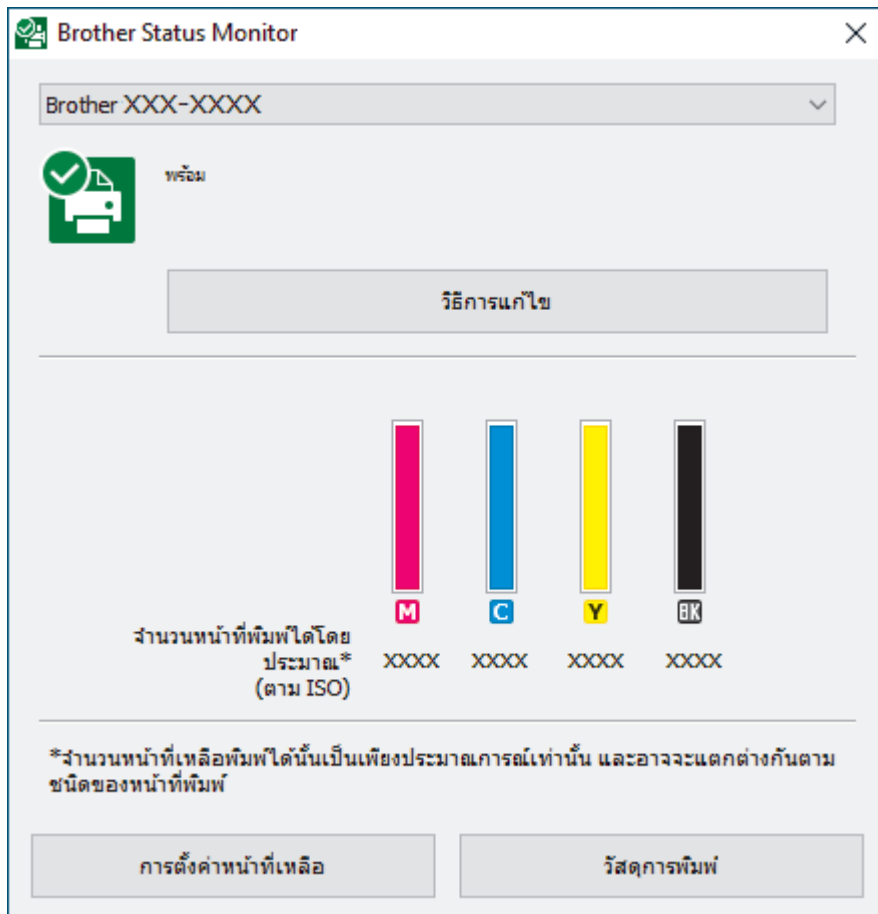 Brother Status Monitor
Brother XXX-XXXX
พร้อม
วิธีการแก้ไข
M C Y BK
จำนวนหน้าที่พิมพ์ได้โดย
ประมาณ* XXXX XXXX XXXX XXXX
(ตาม ISO)
*จำนวนหน้าที่เหลือพิมพ์ได้นั้นเป็นเพียงประมาณการณ์เท่านั้น และอาจจะแตกต่างกันตาม
ชนิดของหน้าที่พิมพ์
การตั้งค่าหน้าที่เหลือ วัสดุการพิมพ์